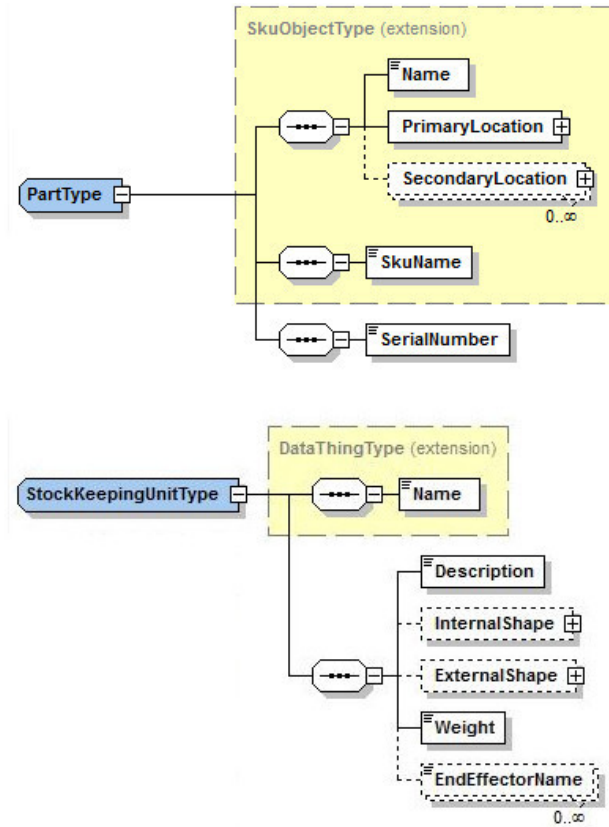 SkuObjectType (extension)
Name
PrimaryLocation
PartType
SecondaryLocation
0..∞
SkuName
SerialNumber
DataThingType (extension)
StockKeepingUnitType
Name
Description
InternalShape
ExternalShape
Weight
EndEffectorName
0..∞